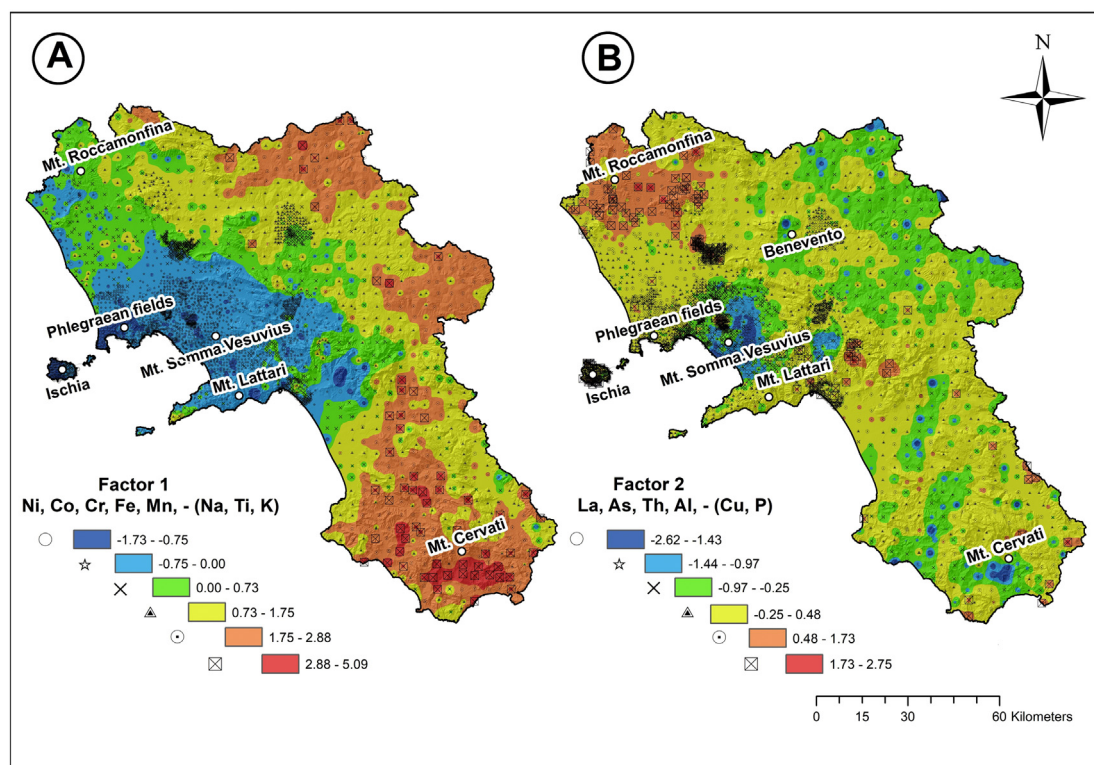 A
B
N
Mt. Roccamonfina
Phlegraean fields
Mt. Somma.Vesuvius
Ischia
Mt. Lattari
Mt. Cervati
Factor 1
Ni, Co, Cr, Fe, Mn, - (Na, Ti, K)
-1.73 - -0.75
-0.75 - 0.00
0.00 - 0.73
0.73 - 1.75
1.75 - 2.88
2.88 - 5.09
Mt. Roccamonfina
Benevento
Phlegraean fields
Mt. Somma.Vesuvius
Ischia
Mt. Lattari
Mt. Cervati
Factor 2
La, As, Th, Al, - (Cu, P)
-2.62 - -1.43
-1.44 - -0.97
-0.97 - -0.25
-0.25 - 0.48
0.48 - 1.73
1.73 - 2.75
0 15 30 60 Kilometers